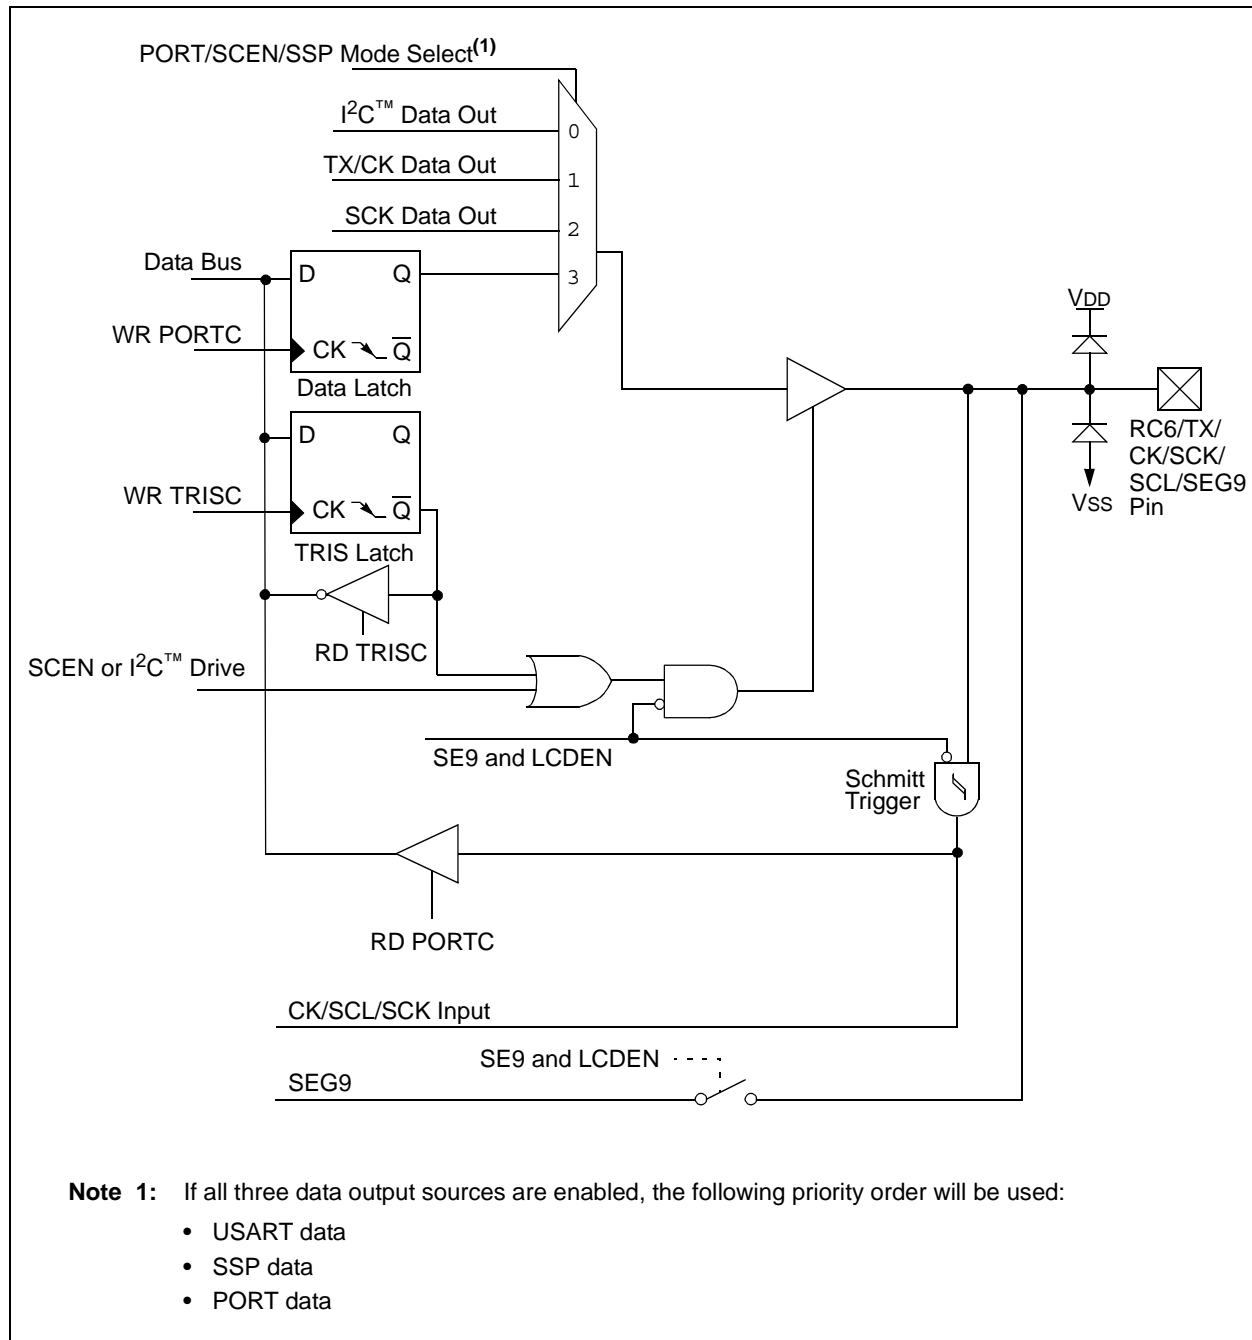 PORT/SCEN/SSP Mode Select(1)
I2C™ Data Out
0
TX/CK Data Out
1
SCK Data Out
2
Data Bus
D Q
3
VDD
WR PORTC
CK Q
Data Latch
D Q
RC6/TX/
CK/SCK/
SCL/SEG9
Pin
WR TRISC
CK Q
VSS
TRIS Latch
RD TRISC
SCEN or I2C™ Drive
SE9 and LCDEN
Schmitt
Trigger
RD PORTC
CK/SCL/SCK Input
SE9 and LCDEN
SEG9
Note 1: If all three data output sources are enabled, the following priority order will be used:
• USART data
• SSP data
• PORT data